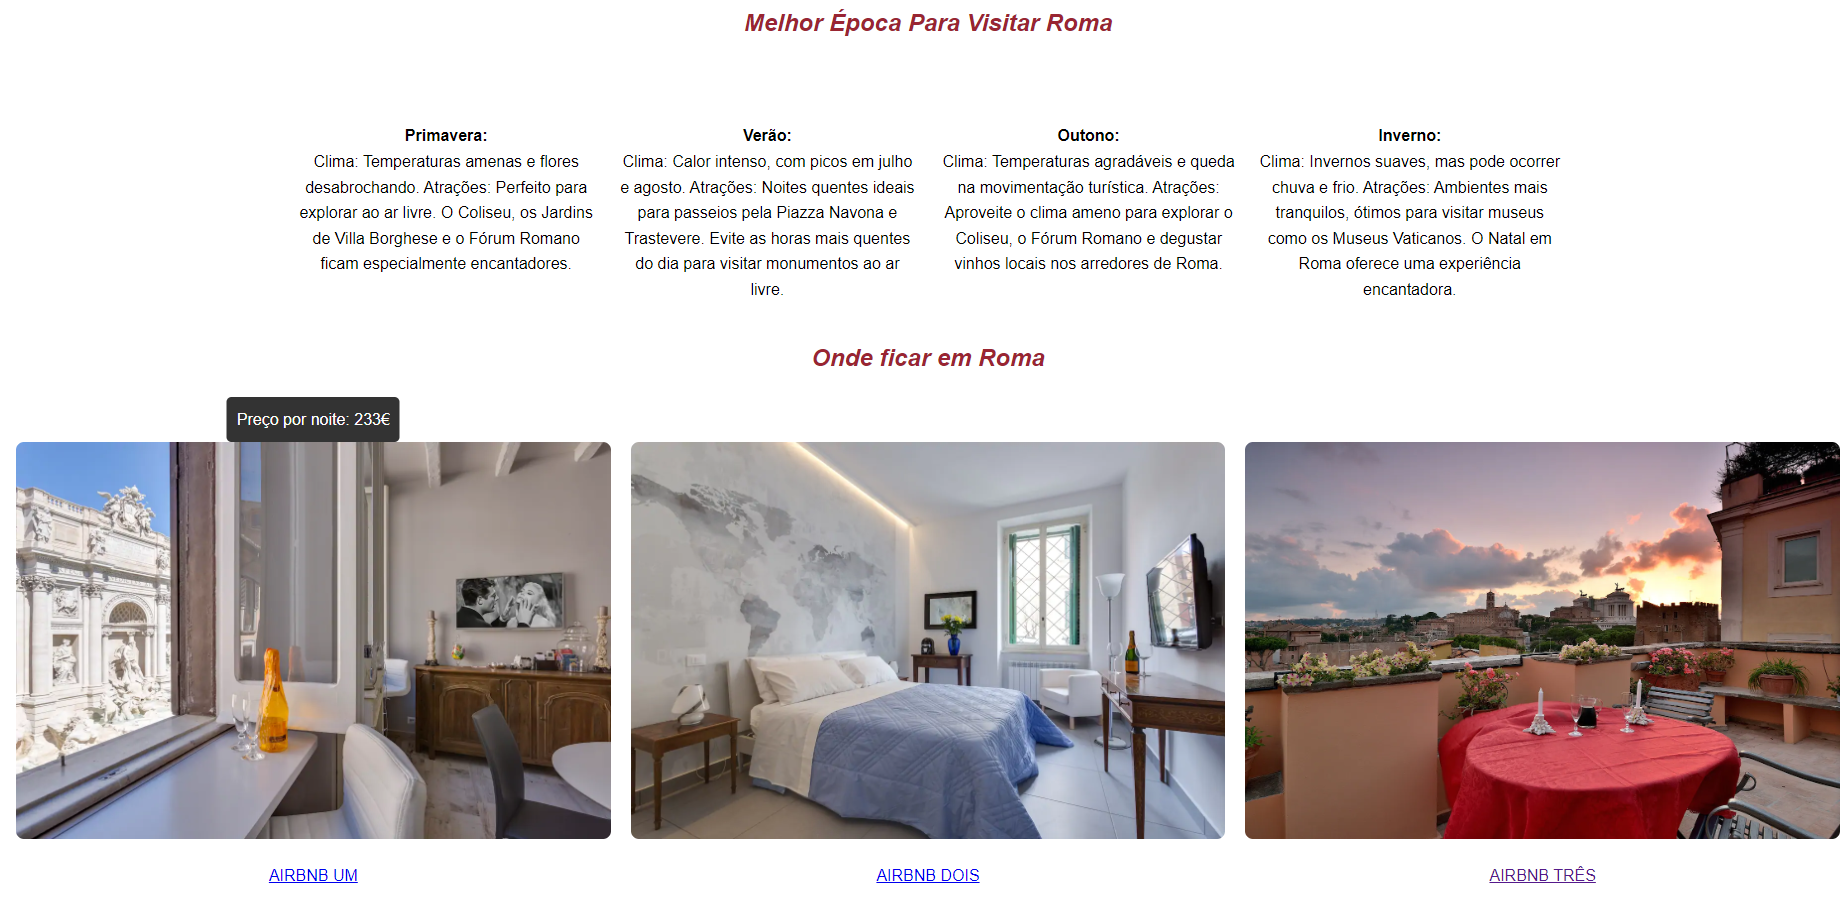 Melhor Época Para Visitar Roma
Primavera:
Clima: Temperaturas amenas e flores
desabrochando. Atrações: Perfeito para
explorar ao ar livre. O Coliseu, os Jardins
de Villa Borghese e o Fórum Romano
ficam especialmente encantadores.
Verão:
Clima: Calor intenso, com picos em julho
e agosto. Atrações: Noites quentes ideais
para passeios pela Piazza Navona e
Trastevere. Evite as horas mais quentes
do dia para visitar monumentos ao ar
livre.
Outono:
Clima: Temperaturas agradáveis e queda
na movimentação turística. Atrações:
Aproveite o clima ameno para explorar o
Coliseu, o Fórum Romano e degustar
vinhos locais nos arredores de Roma.
Inverno:
Clima: Invernos suaves, mas pode ocorrer
chuva e frio. Atrações: Ambientes mais
tranquilos, ótimos para visitar museus
como os Museus Vaticanos. O Natal em
Roma oferece uma experiência
encantadora.
Onde ficar em Roma
Preço por noite: 233€
AIRBNB UM
AIRBNB DOIS
AIRBNB TRÊS